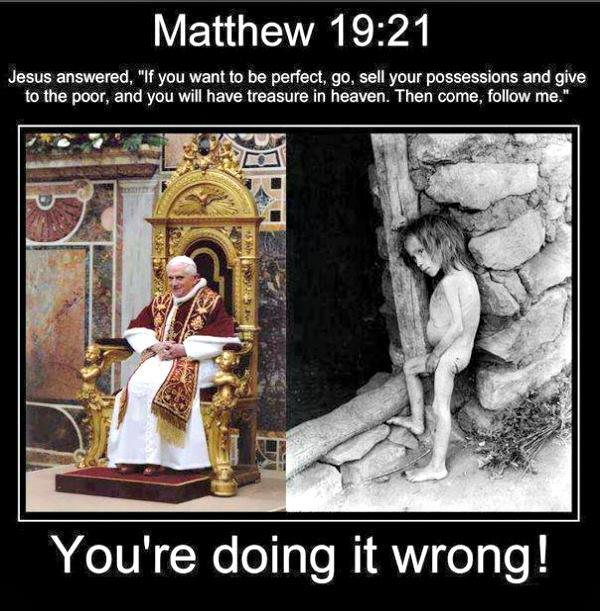 Matthew 19:21
Jesus answered, "If you want to be perfect, go, sell your possessions and give
to the poor, and you will have treasure in heaven. Then come, follow me."
You're doing it wrong!